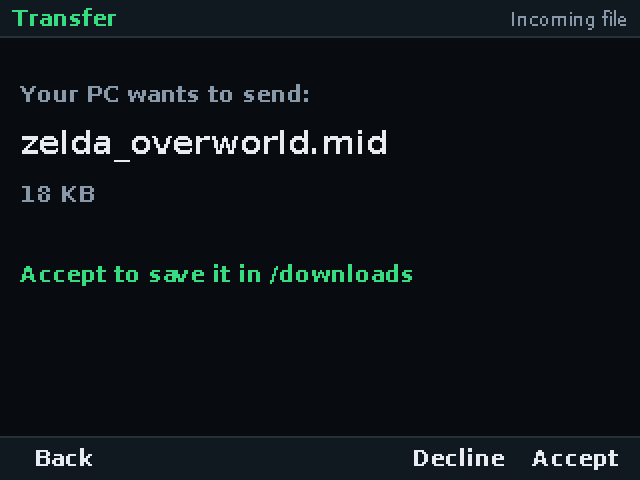 Transfer
Incoming file
Your PC wants to send:
zelda_overworld.mid
18 KB
Accept to save it in /downloads
Back
Decline
Accept